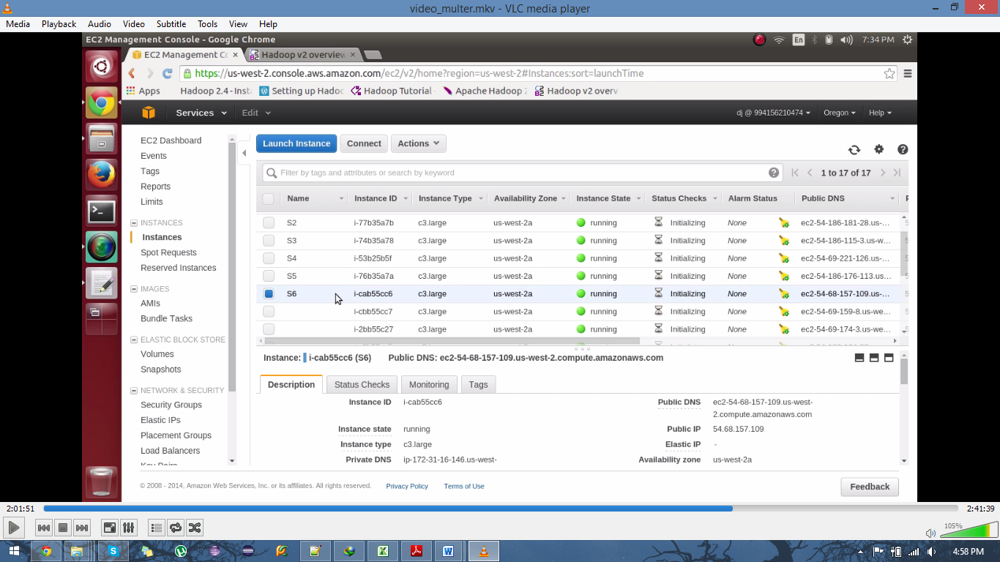 video_multer.mkv - VLC media player
Media Playback Audio Video Subtitle Tools View Help
EC2 Management Console - Google Chrome En 7:34 PM
EC2 Management Co Hadoop v2 overview
https://us-west-2.console.aws.amazon.com/ec2/v2/home?region=us-west-2#Instances:sort=launchTime
Apps Hadoop 2.4 - Inst Setting up Hadoo Hadoop Tutorial - Apache Hadoop Hadoop v2 overv
Services Edit dj @ 994156210474 Oregon Help
EC2 Dashboard
Events
Tags
Reports
Limits
INSTANCES
Instances
Spot Requests
Reserved Instances
IMAGES
AMIs
Bundle Tasks
ELASTIC BLOCK STORE
Volumes
Snapshots
NETWORK & SECURITY
Security Groups
Elastic IPs
Placement Groups
Load Balancers
Key Pairs
Launch Instance Connect Actions
Filter by tags and attributes or search by keyword 1 to 17 of 17
Name Instance ID Instance Type Availability Zone Instance State Status Checks Alarm Status Public DNS
S2 i-77b35a7b c3.large us-west-2a running Initializing None ec2-54-186-181-28.us-...
S3 i-74b35a78 c3.large us-west-2a running Initializing None ec2-54-186-115-3.us-w...
S4 i-53b25b5f c3.large us-west-2a running Initializing None ec2-54-69-221-126.us-...
S5 i-76b35a7a c3.large us-west-2a running Initializing None ec2-54-186-176-113.us...
S6 i-cab55cc6 c3.large us-west-2a running Initializing None ec2-54-68-157-109.us-...
i-cbb55cc7 c3.large us-west-2a running Initializing None ec2-54-69-159-8.us-we...
i-2bb55c27 c3.large us-west-2a running Initializing None ec2-54-69-174-3.us-we...
Instance: i-cab55cc6 (S6) Public DNS: ec2-54-68-157-109.us-west-2.compute.amazonaws.com
Description Status Checks Monitoring Tags
Instance ID i-cab55cc6 Public DNS ec2-54-68-157-109.us-west-
2.compute.amazonaws.com
Instance state running Public IP 54.68.157.109
Instance type c3.large Elastic IP -
Private DNS ip-172-31-16-146.us-west- Availability zone us-west-2a
© 2008 - 2014, Amazon Web Services, Inc. or its affiliates. All rights reserved. Privacy Policy Terms of Use Feedback
2:01:51 2:41:39
105%
4:58 PM